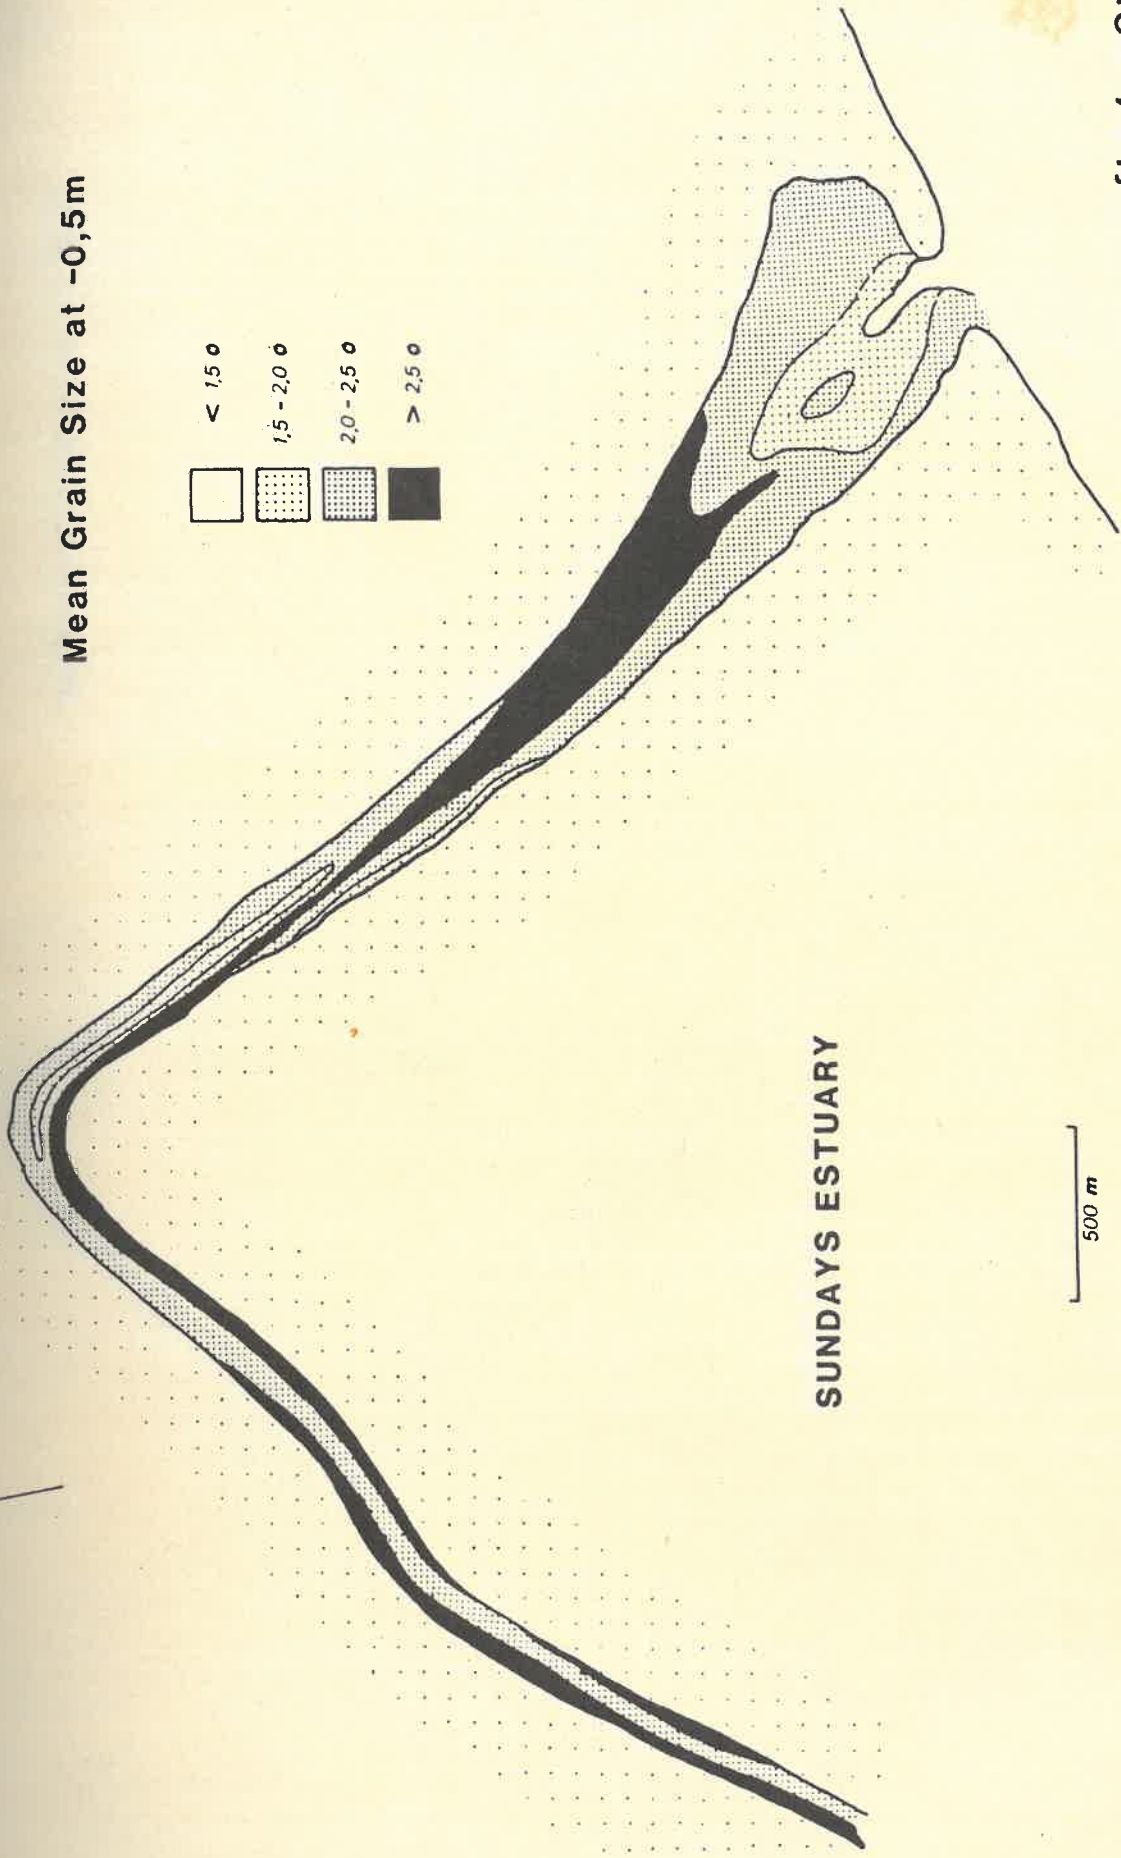 Mean Grain Size at -0,5m
< 1,5 ϕ
1,5 - 2,0 ϕ
2,0 - 2,5 ϕ
> 2,5 ϕ
SUNDAYS ESTUARY
500 m